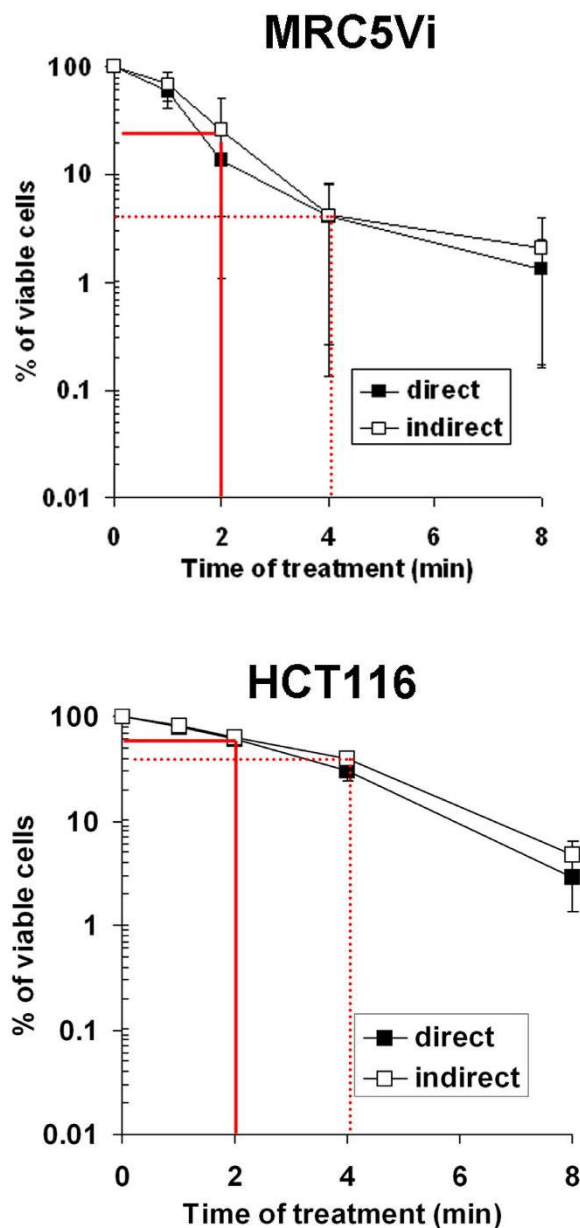 MRC5Vi
% of viable cells
100
10
1
0.1
0.01
direct
indirect
0 2 4 6 8
Time of treatment (min)
HCT116
% of viable cells
100
10
1
0.1
0.01
direct
indirect
0 2 4 6 8
Time of treatment (min)